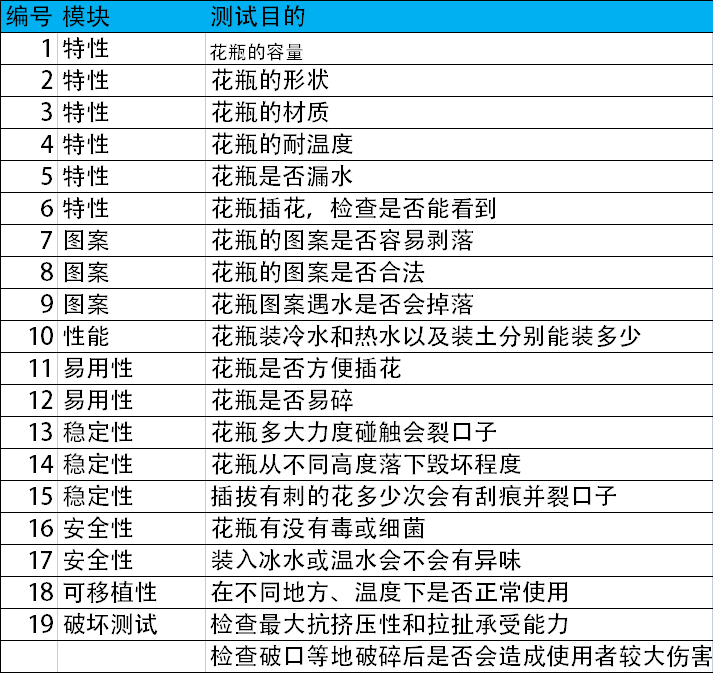 编号 模块 测试目的
1 特性 花瓶的容量
2 特性 花瓶的形状
3 特性 花瓶的材质
4 特性 花瓶的耐温度
5 特性 花瓶是否漏水
6 特性 花瓶插花，检查是否能看到
7 图案 花瓶的图案是否容易剥落
8 图案 花瓶的图案是否合法
9 图案 花瓶图案遇水是否会掉落
10 性能 花瓶装冷水和热水以及装土分别能装多少
11 易用性 花瓶是否方便插花
12 易用性 花瓶是否易碎
13 稳定性 花瓶多大力度碰触会裂口子
14 稳定性 花瓶从不同高度落下毁坏程度
15 稳定性 插拔有刺的花多少次会有刮痕并裂口子
16 安全性 花瓶有没有毒或细菌
17 安全性 装入冰水或温水会不会有异味
18 可移植性 在不同地方、温度下是否正常使用
19 破坏测试 检查最大抗挤压性和拉扯承受能力
检查破口等地破碎后是否会造成使用者较大伤害